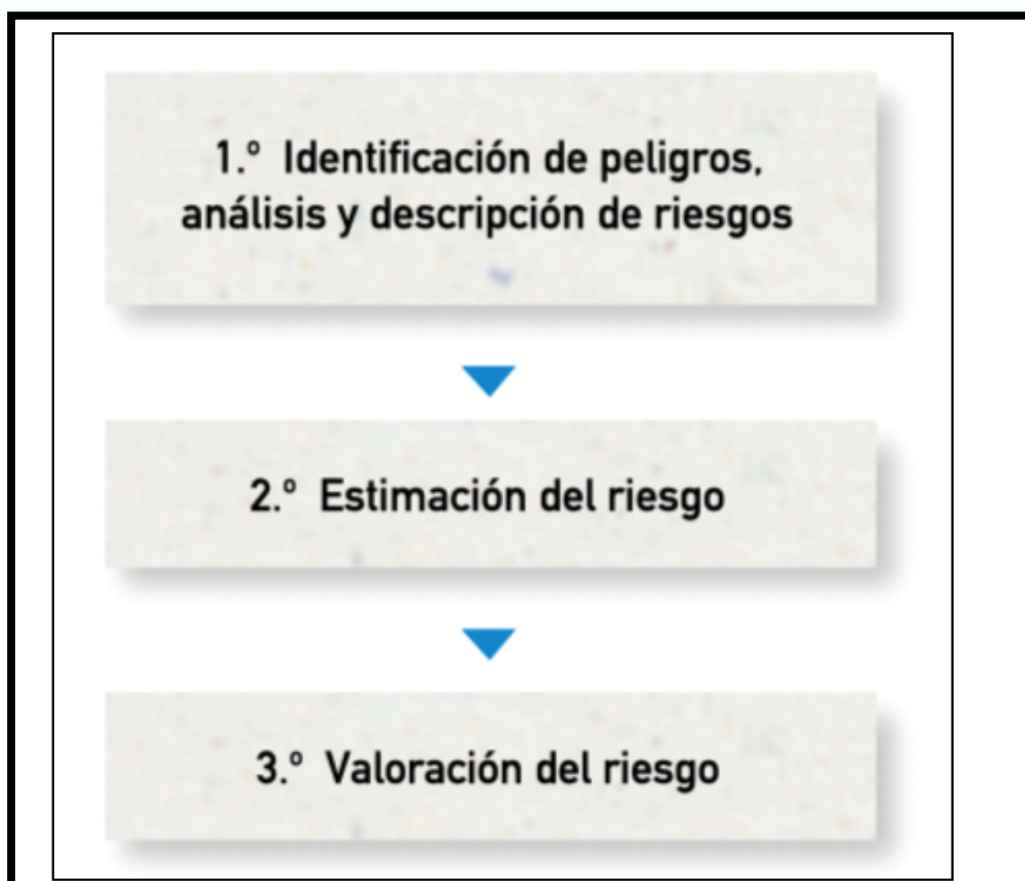 1.º Identificación de peligros,
análisis y descripción de riesgos
2.º Estimación del riesgo
3.º Valoración del riesgo